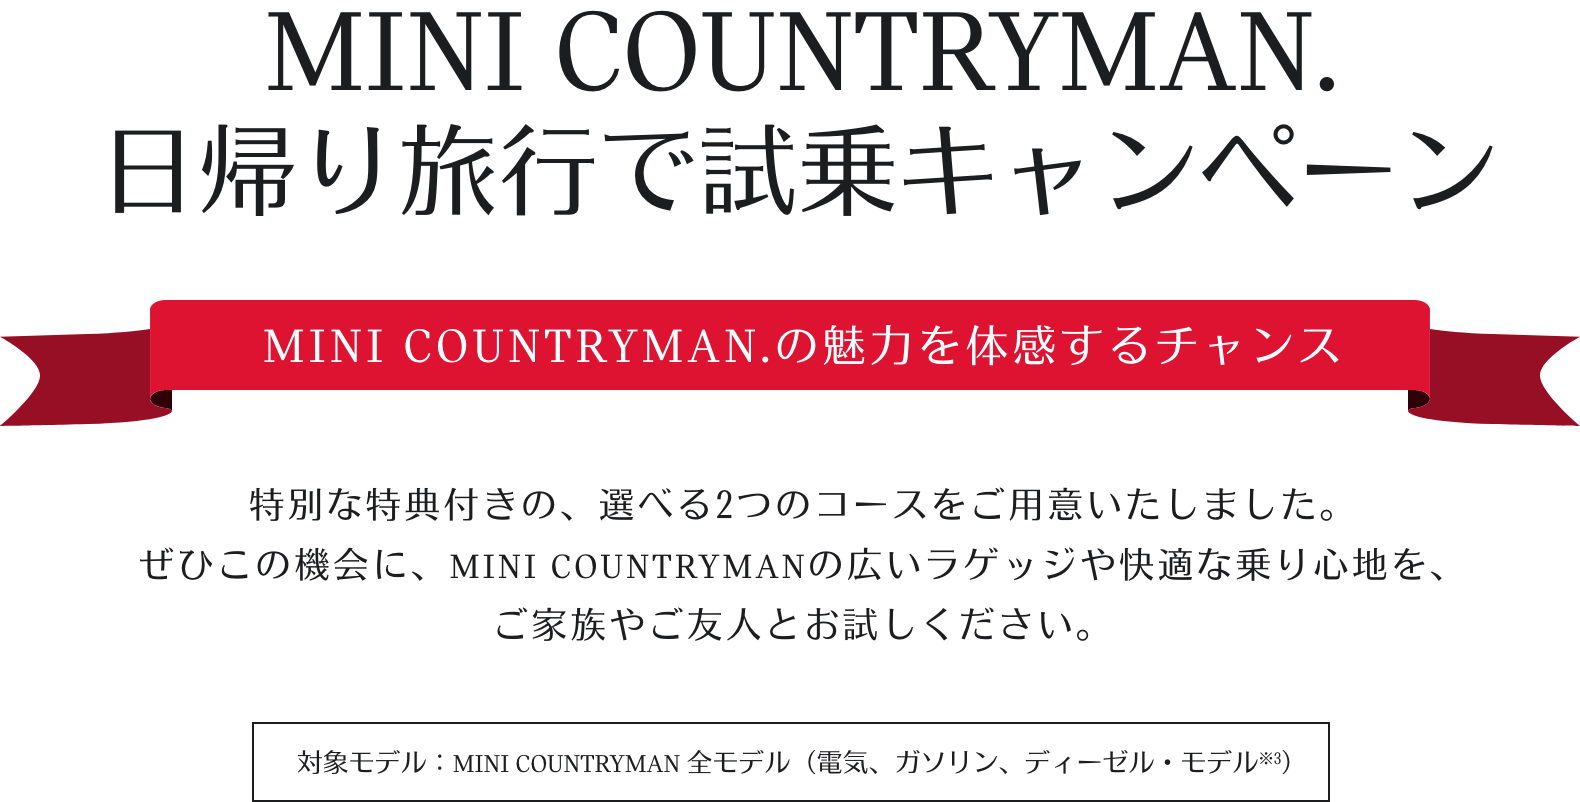 MINI COUNTRYMAN.
日帰り旅行で試乗キャンペーン
MINI COUNTRYMAN.の魅力を体感するチャンス
特別な特典付きの、選べる2つのコースをご用意いたしました。
ぜひこの機会に、MINI COUNTRYMANの広いラゲッジや快適な乗り心地を、
ご家族やご友人とお試しください。
対象モデル：MINI COUNTRYMAN 全モデル（電気、ガソリン、ディーゼル・モデル※3）